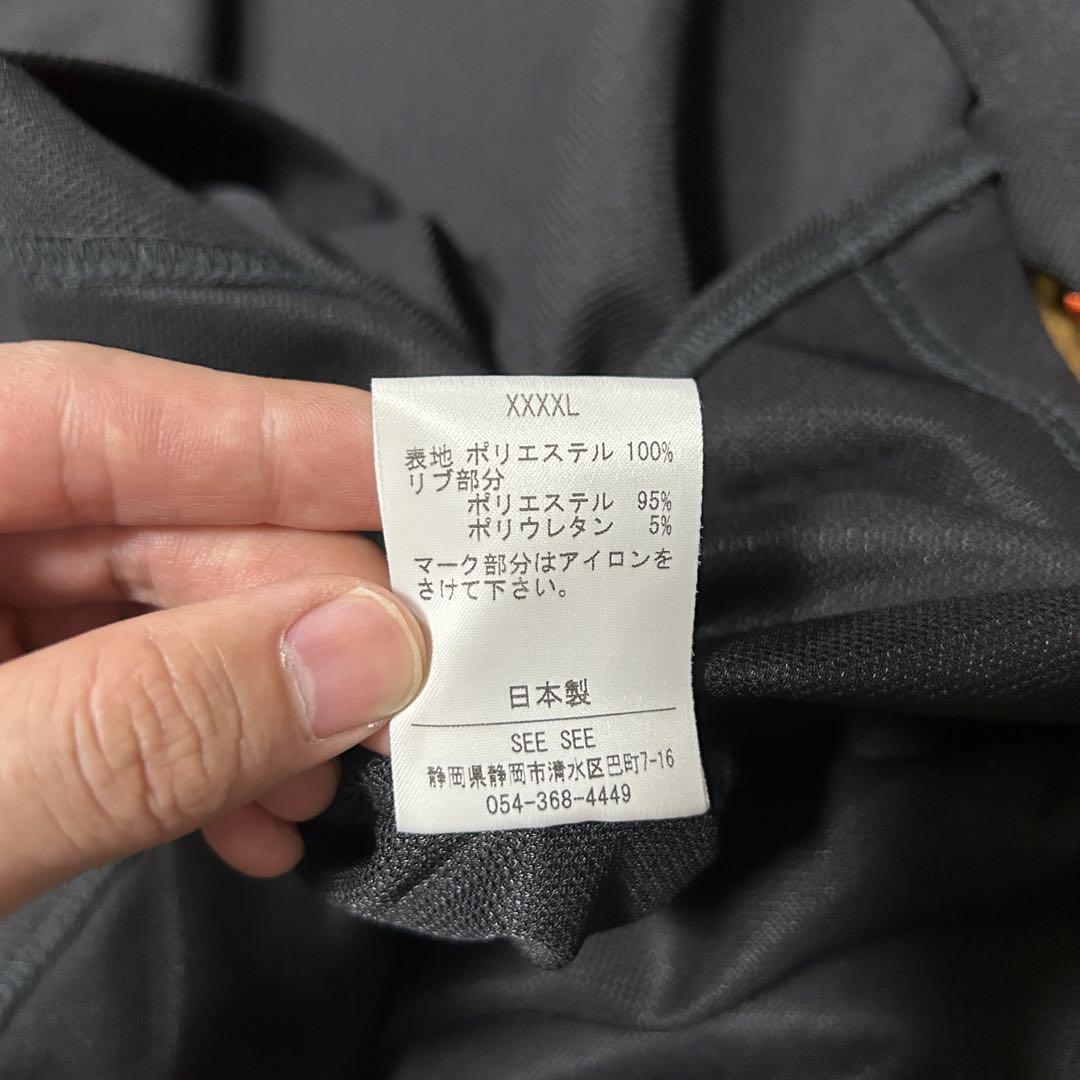 XXXXL
表地 ポリエステル 100%
リブ部分
ポリエステル 95%
ポリウレタン 5%
マーク部分はアイロンを
さけて下さい。
日本製
SEE SEE
静岡県静岡市清水区巴町7-16
054-368-4449